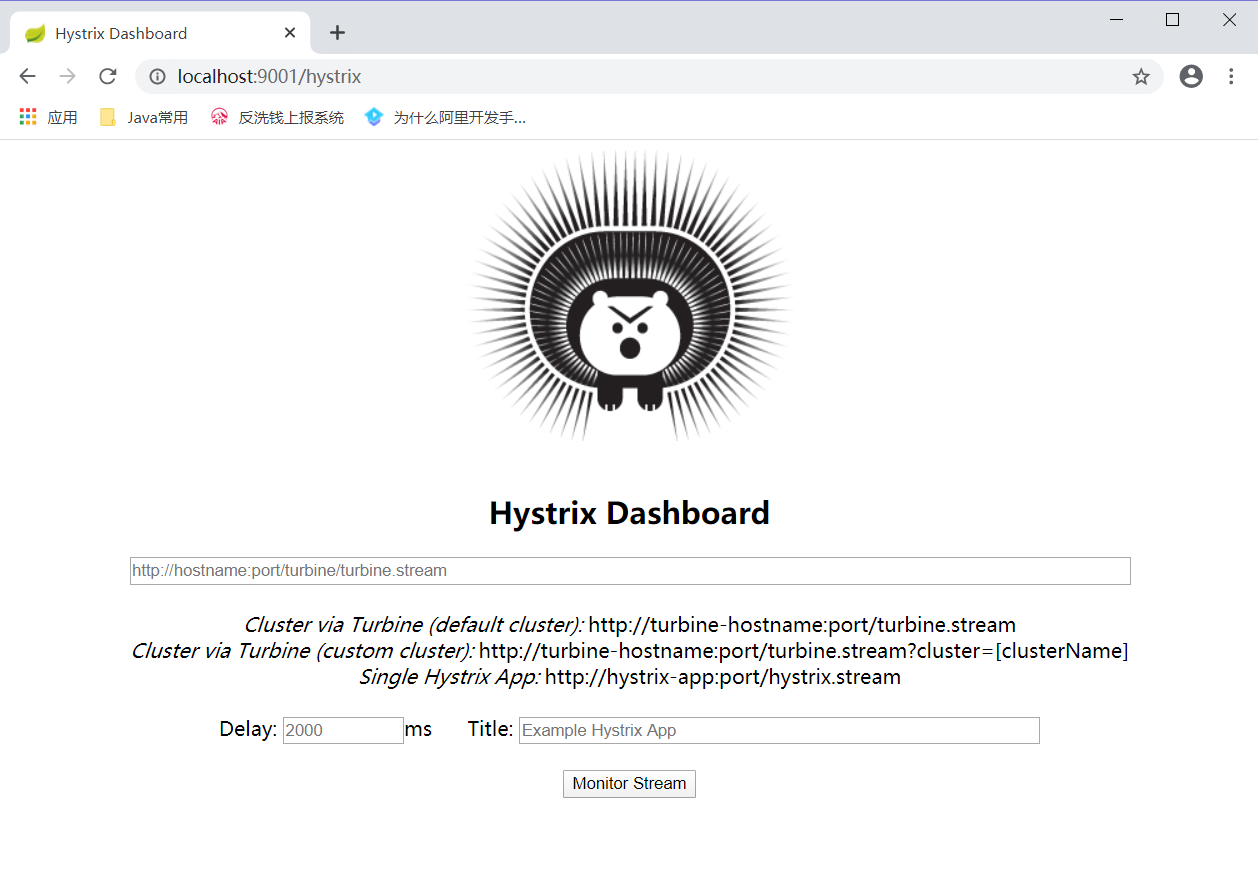 Hystrix Dashboard
localhost:9001/hystrix
应用 Java常用 反洗钱上报系统 为什么阿里开发手...
Hystrix Dashboard
http://hostname:port/turbine/turbine.stream
Cluster via Turbine (default cluster): http://turbine-hostname:port/turbine.stream
Cluster via Turbine (custom cluster): http://turbine-hostname:port/turbine.stream?cluster=[clusterName]
Single Hystrix App: http://hystrix-app:port/hystrix.stream
Delay: 2000 ms Title: Example Hystrix App
Monitor Stream